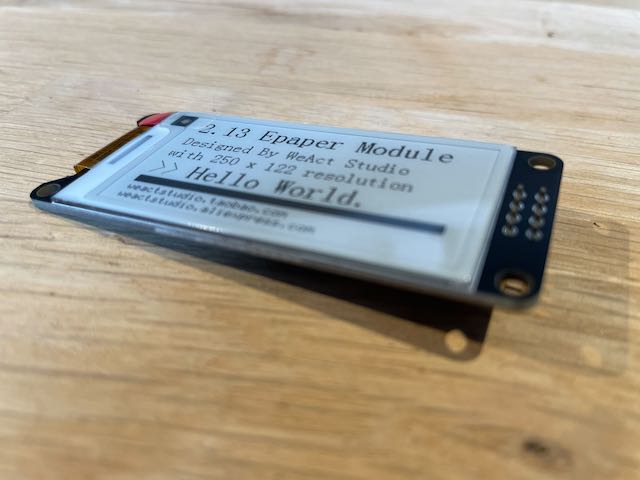 2.13 Epaper Module
Designed By WeAct Studio
with 250 x 122 resolution
>> Hello World.
weactstudio.taobao.com
weactstudio.aliexpress.com